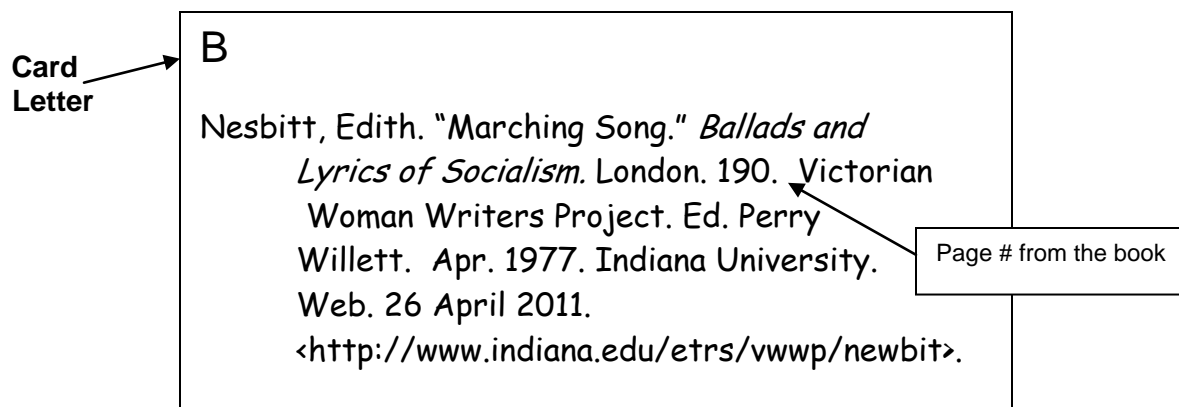 B
Card
Letter
Nesbitt, Edith. “Marching Song.” Ballads and
Lyrics of Socialism. London. 190. Victorian
Woman Writers Project. Ed. Perry
Willett. Apr. 1977. Indiana University.
Page # from the book
Web. 26 April 2011.
<http://www.indiana.edu/etrs/vwwp/newbit>.